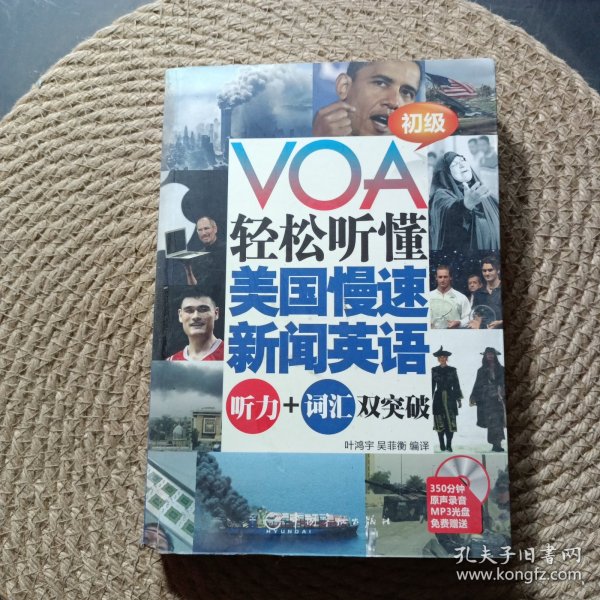 初级
VOA
轻松听懂
美国慢速
新闻英语
听力+词汇 双突破
叶鸿宇 吴菲衡 编译
350分钟
原声录音
MP3光盘
免费赠送
HYUNDAI
孔夫子旧书网
www.kongfz.com